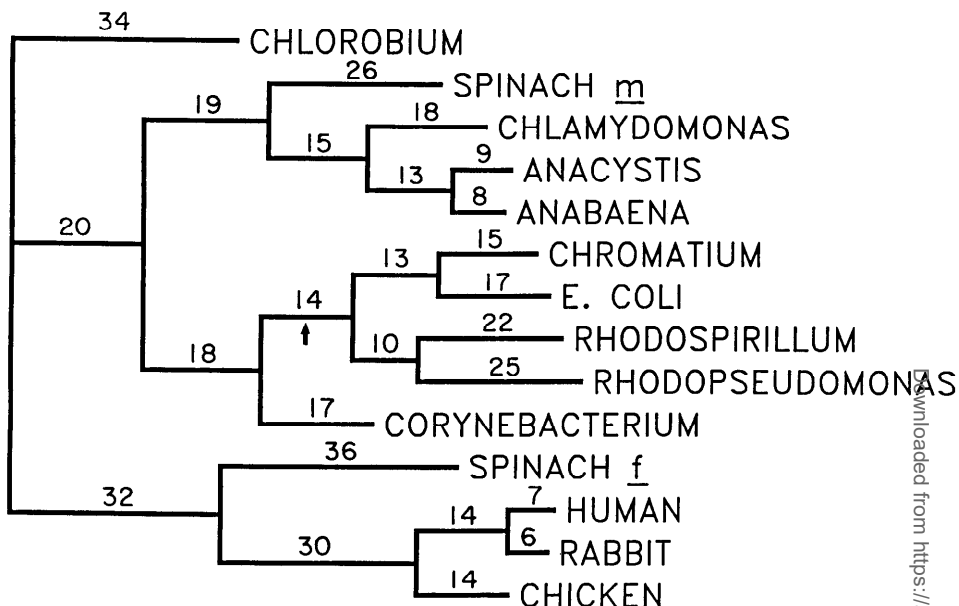 34
CHLOROBIUM
26
SPINACH m
19
18
CHLAMYDOMONAS
15
9
ANACYSTIS
13
8
ANABAENA
20
15
CHROMATIUM
13
17
E. COLI
14
22
RHODOSPIRILLUM
10
25
RHODOPSEUDOMONAS
18
17
CORYNEBACTERIUM
36
SPINACH f
32
7
HUMAN
14
6
RABBIT
30
14
CHICKEN
Downloaded from https://